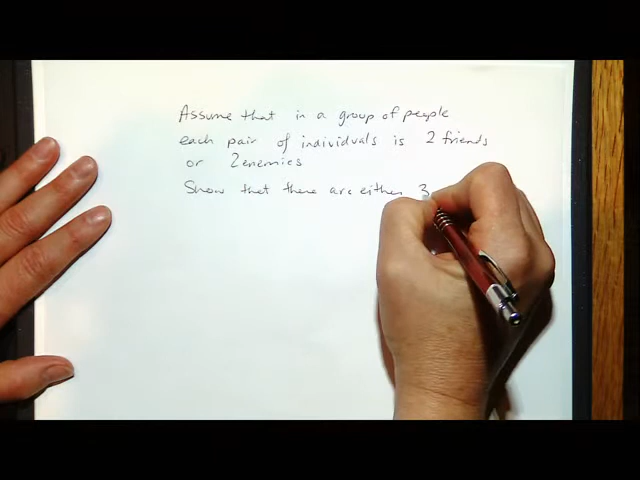 Assume that in a group of people
each pair of individuals is 2 friends
or 2 enemies
Show that there are either 3